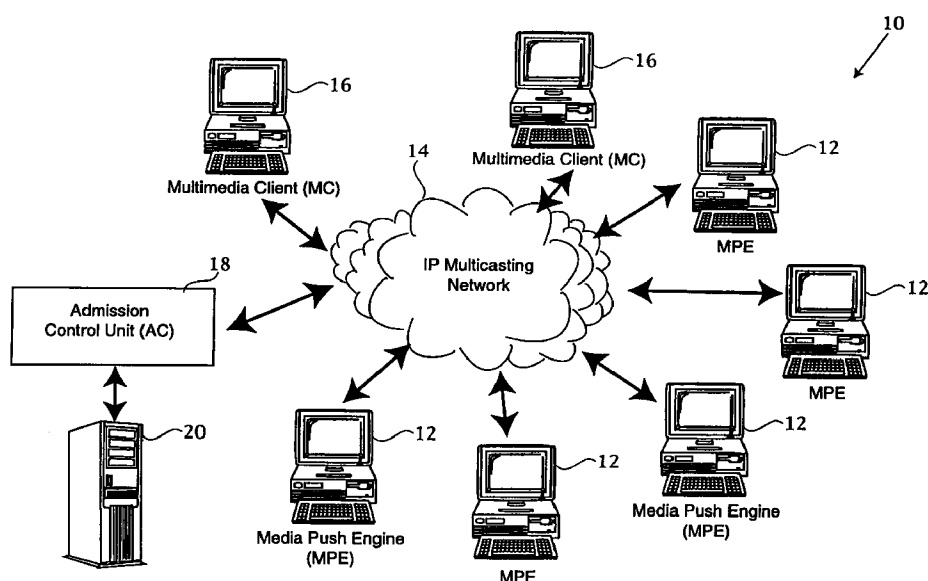 10
16
16
Multimedia Client (MC)
Multimedia Client (MC)
12
MPE
14
IP Multicasting
Network
18
Admission
Control Unit (AC)
12
MPE
20
12
Media Push Engine
(MPE)
12
MPE
12
Media Push Engine
(MPE)